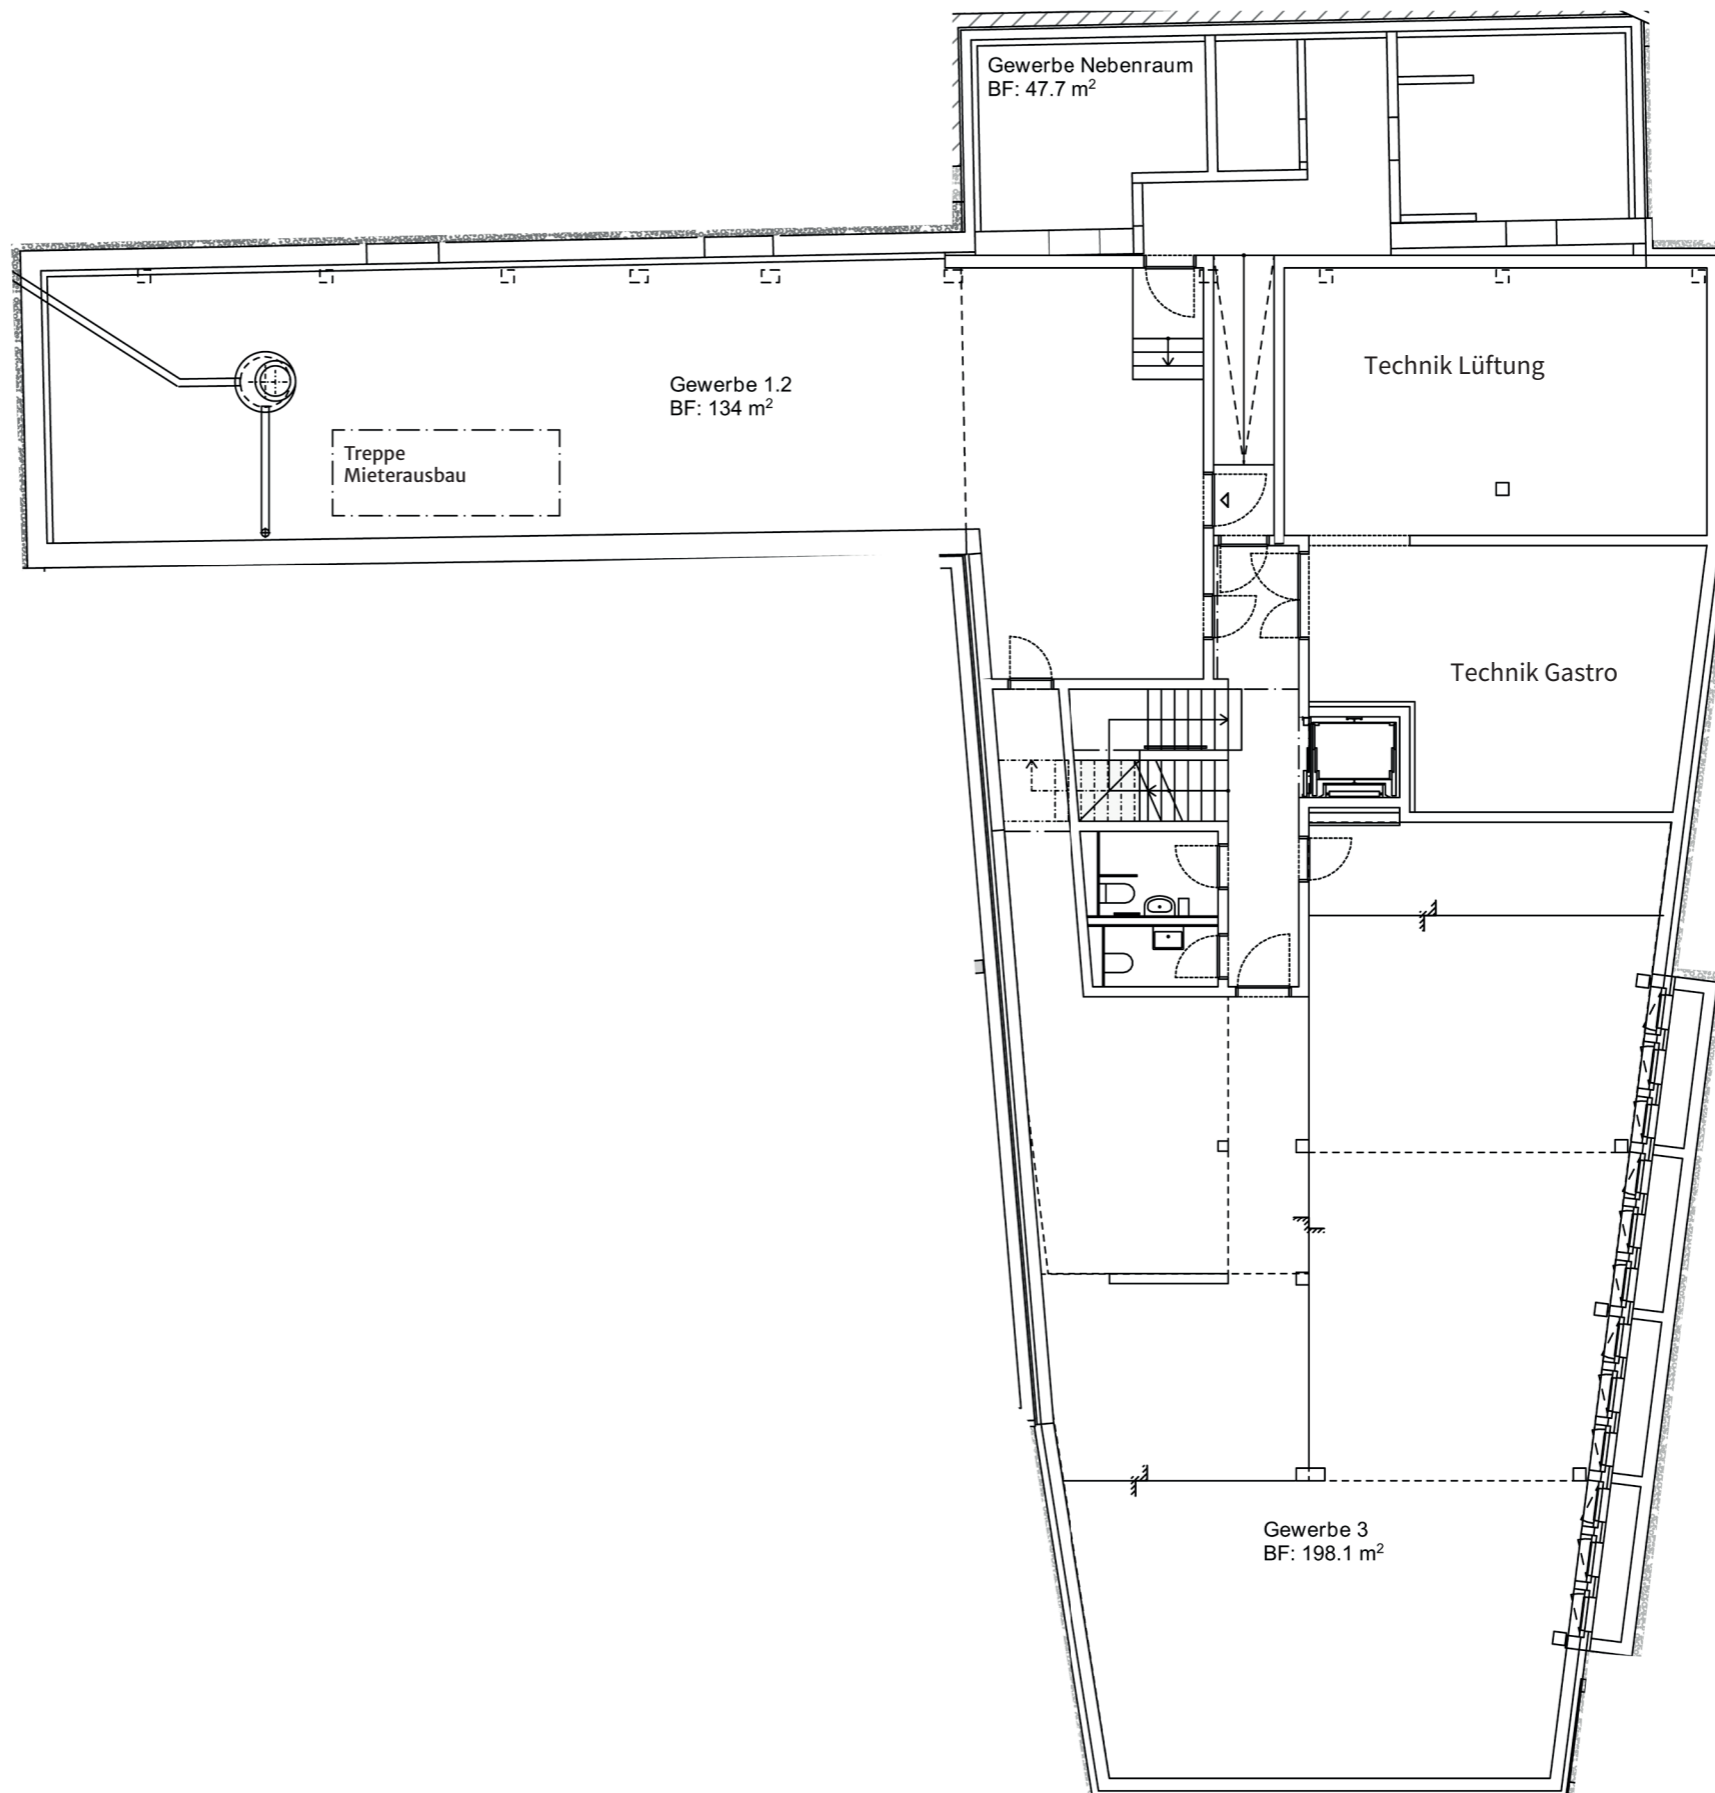 Gewerbe Nebenraum
BF: 47.7 m²
Technik Lüftung
Gewerbe 1.2
BF: 134 m²
Treppe
Mieterausbau
Technik Gastro
Gewerbe 3
BF: 198.1 m²